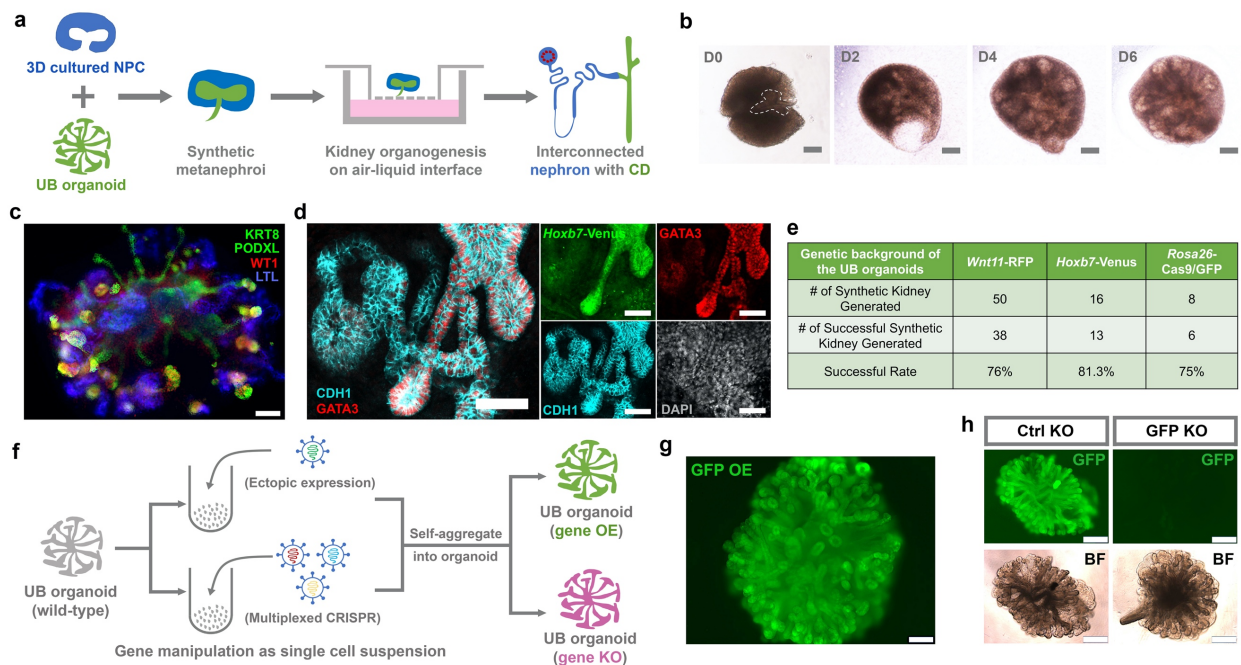 a
3D cultured NPC
+
UB organoid
Synthetic
metanephroi
Kidney organogenesis
on air-liquid interface
Interconnected
nephron with CD
b
D0
D2
D4
D6
c
KRT8
PODXL
WT1
LTL
d
CDH1
GATA3
Hoxb7-Venus
GATA3
CDH1
DAPI
e
Genetic background of
the UB organoids
Wnt11-RFP
Hoxb7-Venus
Rosa26-
Cas9/GFP
# of Synthetic Kidney
Generated
50
16
8
# of Successful Synthetic
Kidney Generated
38
13
6
Successful Rate
76%
81.3%
75%
f
UB organoid
(wild-type)
(Ectopic expression)
(Multiplexed CRISPR)
Gene manipulation as single cell suspension
Self-aggregate
into organoid
UB organoid
(gene OE)
UB organoid
(gene KO)
g
GFP OE
h
Ctrl KO
GFP KO
GFP
GFP
BF
BF